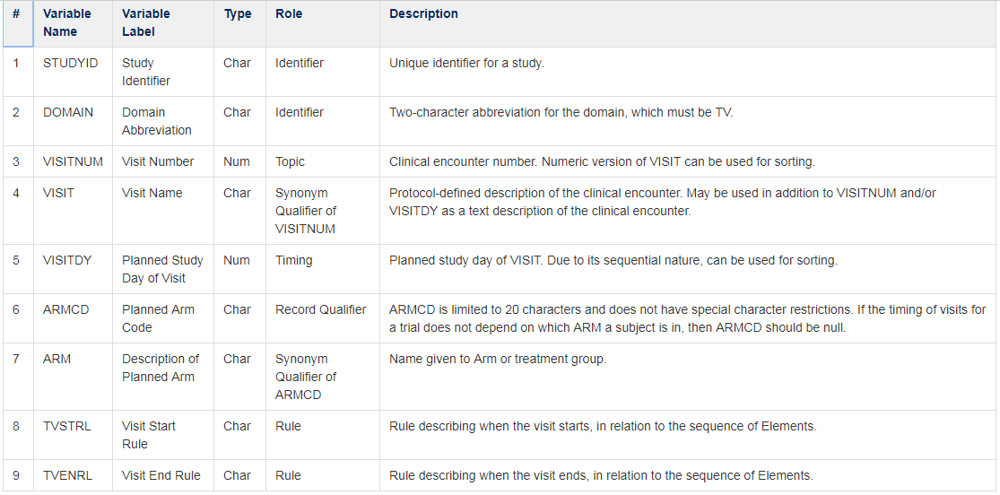 # Variable Name Variable Label Type Role Description
1 STUDYID Study Identifier Char Identifier Unique identifier for a study.
2 DOMAIN Domain Abbreviation Char Identifier Two-character abbreviation for the domain, which must be TV.
3 VISITNUM Visit Number Num Topic Clinical encounter number. Numeric version of VISIT can be used for sorting.
4 VISIT Visit Name Char Synonym Qualifier of VISITNUM Protocol-defined description of the clinical encounter. May be used in addition to VISITNUM and/or VISITDY as a text description of the clinical encounter.
5 VISITDY Planned Study Day of Visit Num Timing Planned study day of VISIT. Due to its sequential nature, can be used for sorting.
6 ARMCD Planned Arm Code Char Record Qualifier ARMCD is limited to 20 characters and does not have special character restrictions. If the timing of visits for a trial does not depend on which ARM a subject is in, then ARMCD should be null.
7 ARM Description of Planned Arm Char Synonym Qualifier of ARMCD Name given to Arm or treatment group.
8 TVSTRL Visit Start Rule Char Rule Rule describing when the visit starts, in relation to the sequence of Elements.
9 TVENRL Visit End Rule Char Rule Rule describing when the visit ends, in relation to the sequence of Elements.